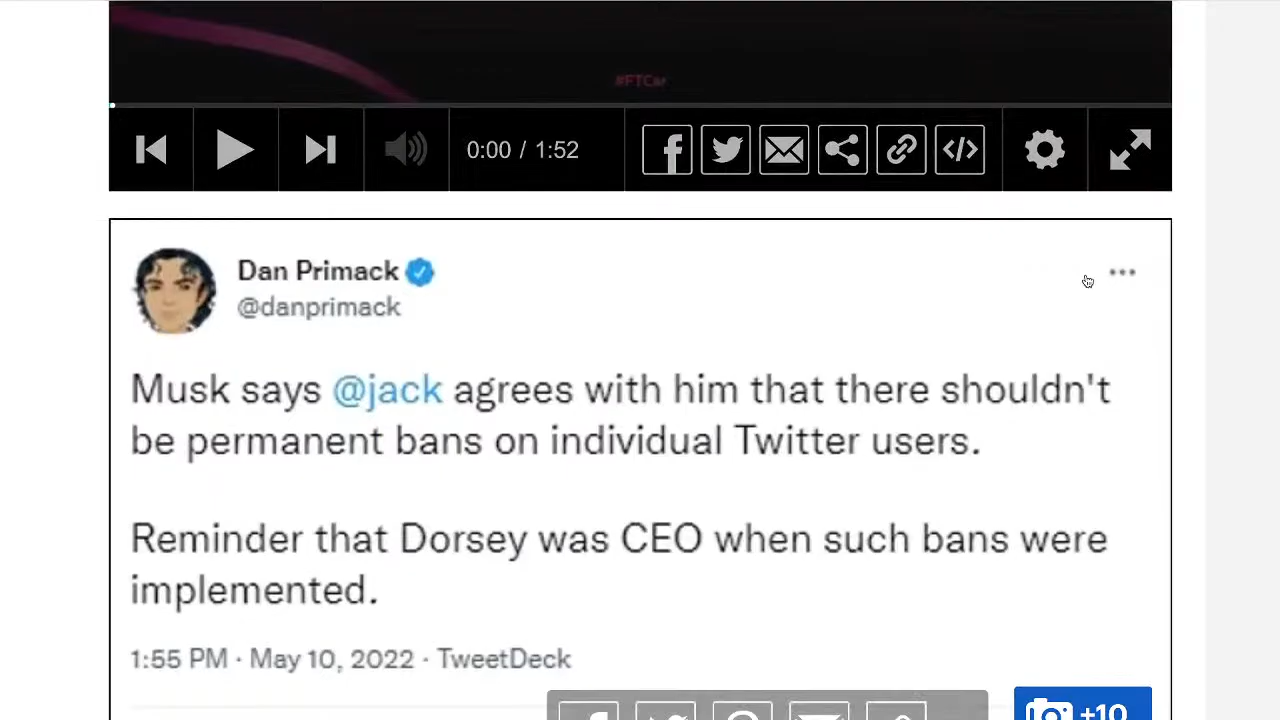 #FTCar
0:00 / 1:52
Dan Primack
@danprimack
Musk says @jack agrees with him that there shouldn't
be permanent bans on individual Twitter users.
Reminder that Dorsey was CEO when such bans were
implemented.
1:55 PM · May 10, 2022 · TweetDeck
+10